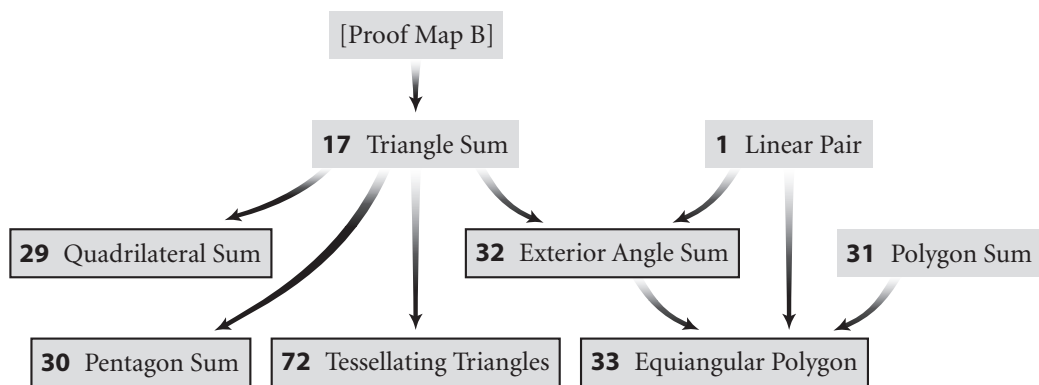 [Proof Map B]
17 Triangle Sum
1 Linear Pair
29 Quadrilateral Sum
32 Exterior Angle Sum
31 Polygon Sum
30 Pentagon Sum
72 Tessellating Triangles
33 Equiangular Polygon